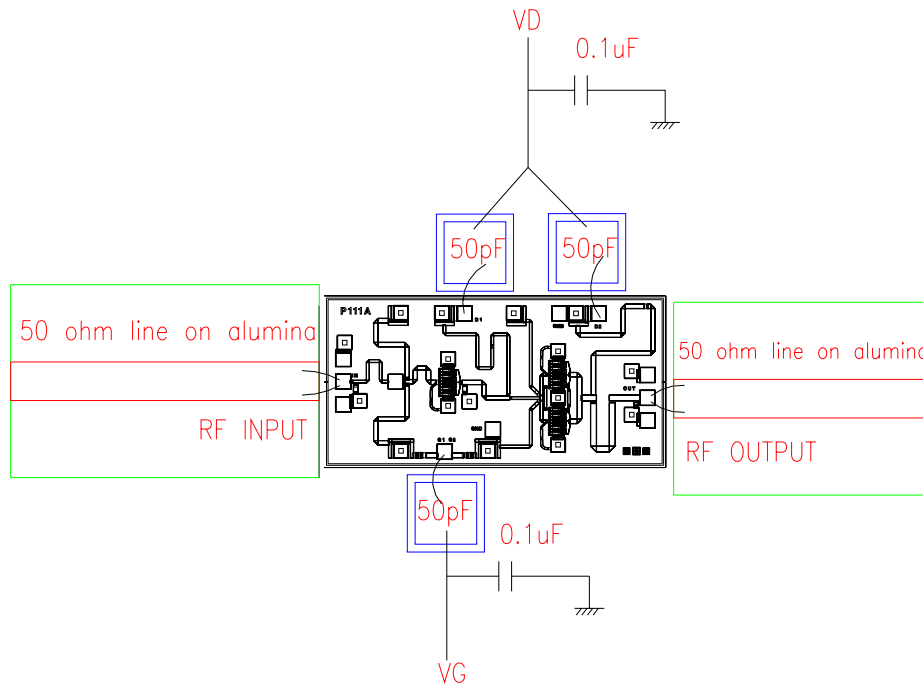 VD
0.1uF
50pF
50pF
P111A
D1
GND
D2
50 ohm line on alumina
50 ohm line on alumina
IN
OUT
RF INPUT
GND
G1 G2
RF OUTPUT
50pF
0.1uF
VG